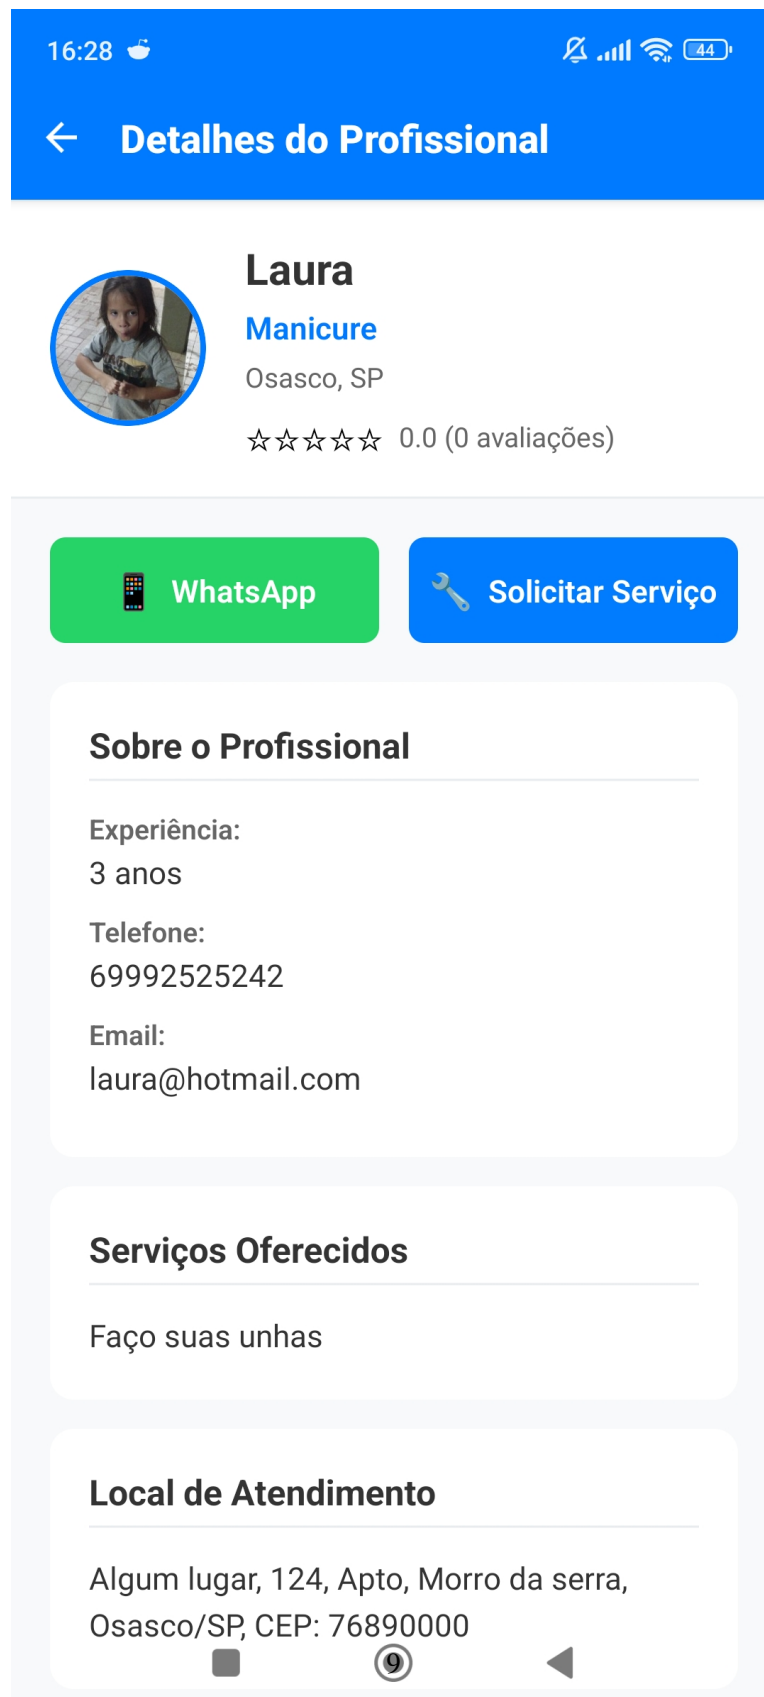 16:28
44
Detalhes do Profissional
Laura
Manicure
Osasco, SP
☆☆☆☆☆ 0.0 (0 avaliações)
WhatsApp
Solicitar Serviço
Sobre o Profissional
Experiência:
3 anos
Telefone:
69992525242
Email:
laura@hotmail.com
Serviços Oferecidos
Faço suas unhas
Local de Atendimento
Algum lugar, 124, Apto, Morro da serra,
Osasco/SP, CEP: 76890000
9